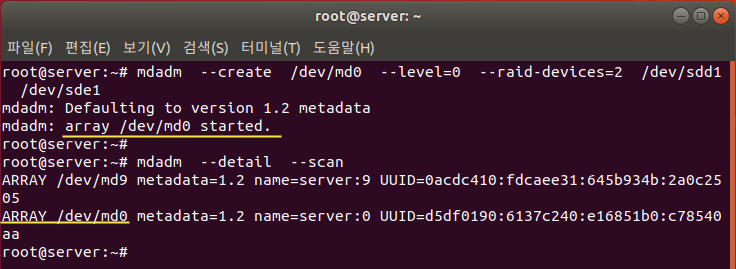 root@server: ~
파일(F) 편집(E) 보기(V) 검색(S) 터미널(T) 도움말(H)
root@server:~# mdadm  --create  /dev/md0  --level=0  --raid-devices=2  /dev/sdd1
  /dev/sde1
mdadm: Defaulting to version 1.2 metadata
mdadm: array /dev/md0 started.
root@server:~#
root@server:~# mdadm  --detail  --scan
ARRAY /dev/md9 metadata=1.2 name=server:9 UUID=0acdc410:fdcaee31:645b934b:2a0c25
05
ARRAY /dev/md0 metadata=1.2 name=server:0 UUID=d5df0190:6137c240:e16851b0:c78540
aa
root@server:~#